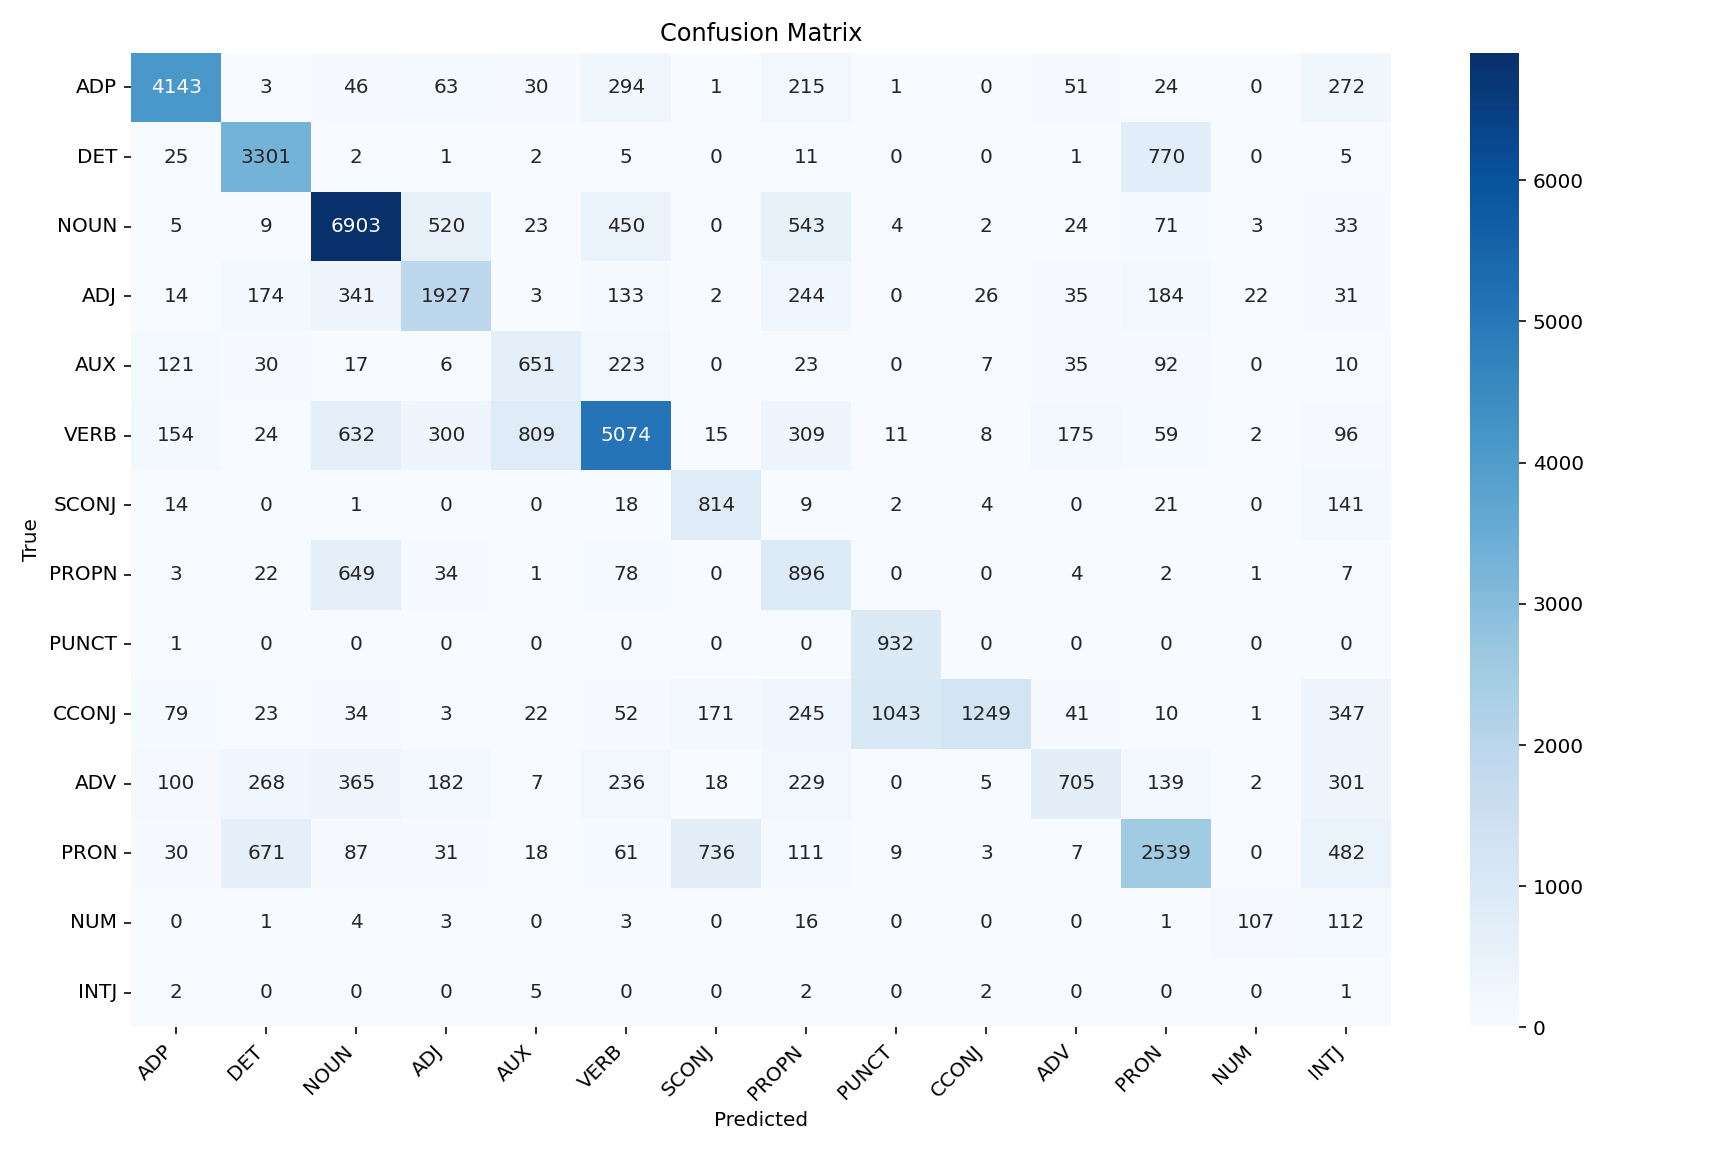 Confusion Matrix
ADP 4143 3 46 63 30 294 1 215 1 0 51 24 0 272
DET 25 3301 2 1 2 5 0 11 0 0 1 770 0 5
NOUN 5 9 6903 520 23 450 0 543 4 2 24 71 3 33
ADJ 14 174 341 1927 3 133 2 244 0 26 35 184 22 31
AUX 121 30 17 6 651 223 0 23 0 7 35 92 0 10
VERB 154 24 632 300 809 5074 15 309 11 8 175 59 2 96
SCONJ 14 0 1 0 0 18 814 9 2 4 0 21 0 141
PROPN 3 22 649 34 1 78 0 896 0 0 4 2 1 7
PUNCT 1 0 0 0 0 0 0 0 932 0 0 0 0 0
CCONJ 79 23 34 3 22 52 171 245 1043 1249 41 10 1 347
ADV 100 268 365 182 7 236 18 229 0 5 705 139 2 301
PRON 30 671 87 31 18 61 736 111 9 3 7 2539 0 482
NUM 0 1 4 3 0 3 0 16 0 0 0 1 107 112
INTJ 2 0 0 0 5 0 0 2 0 2 0 0 0 1
ADP DET NOUN ADJ AUX VERB SCONJ PROPN PUNCT CCONJ ADV PRON NUM INTJ
Predicted
True
6000
5000
4000
3000
2000
1000
0